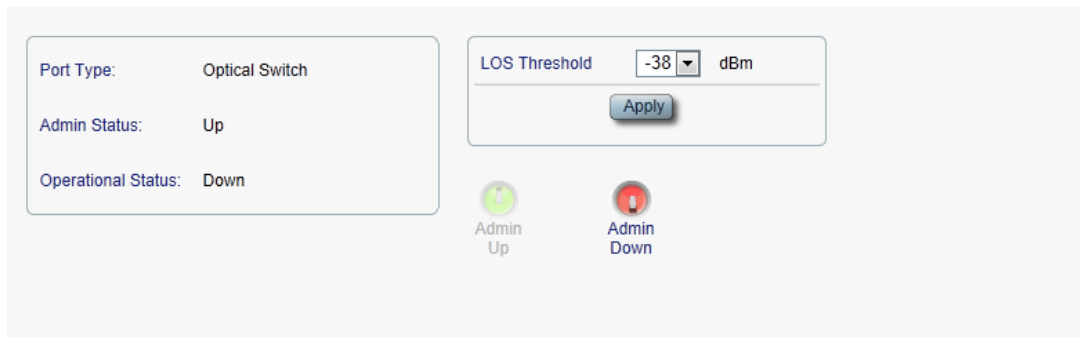 Port Type: Optical Switch
Admin Status: Up
Operational Status: Down
LOS Threshold -38 dBm
Apply
Admin
Up
Admin
Down